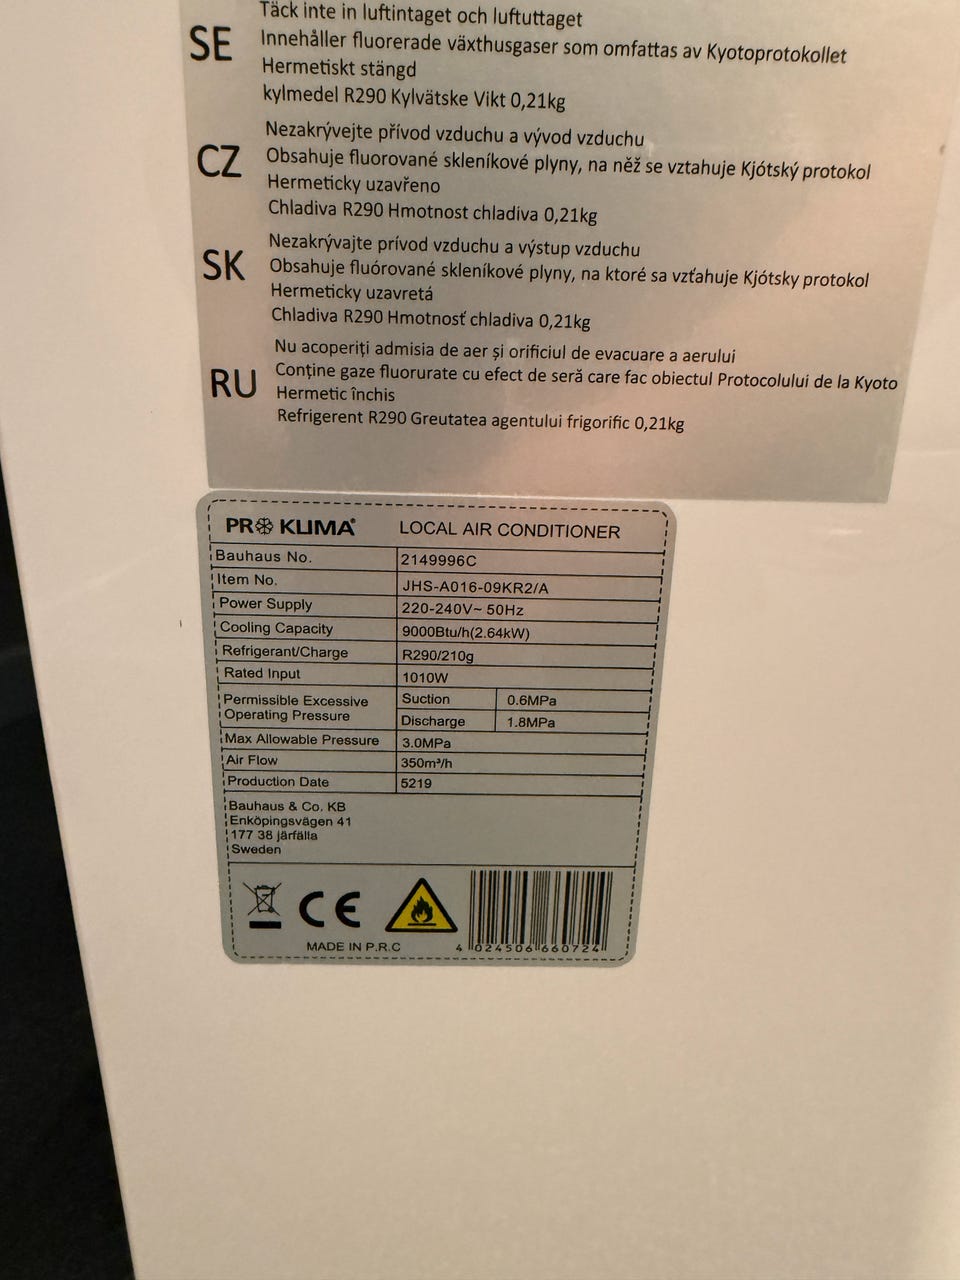 Täck inte in luftintaget och luftuttaget
SE
Innehåller fluorerade växthusgaser som omfattas av Kyotoprotokollet
Hermetiskt stängd
kylmedel R290 Kylvätske Vikt 0,21kg
Nezakrývejte přívod vzduchu a vývod vzduchu
CZ
Obsahuje fluorované skleníkové plyny, na něž se vztahuje Kjótský protokol
Hermeticky uzavřeno
Chladiva R290 Hmotnost chladiva 0,21kg
Nezakrývajte prívod vzduchu a výstup vzduchu
SK
Obsahuje fluórované skleníkové plyny, na ktoré sa vzťahuje Kjótsky protokol
Hermeticky uzavretá
Chladiva R290 Hmotnosť chladiva 0,21kg
Nu acoperiți admisia de aer și orificiul de evacuare a aerului
RU
Conține gaze fluorurate cu efect de seră care fac obiectul Protocolului de la Kyoto
Hermetic închis
Refrigerent R290 Greutatea agentului frigorific 0,21kg
PROKLIMA® LOCAL AIR CONDITIONER
Bauhaus No. 2149996C
Item No. JHS-A016-09KR2/A
Power Supply 220-240V~ 50Hz
Cooling Capacity 9000Btu/h(2.64kW)
Refrigerant/Charge R290/210g
Rated Input 1010W
Permissible Excessive Operating Pressure Suction 0.6MPa
Discharge 1.8MPa
Max Allowable Pressure 3.0MPa
Air Flow 350m³/h
Production Date 5219
Bauhaus & Co. KB
Enköpingsvägen 41
177 38 järfälla
Sweden
CE
MADE IN P.R.C
4 024506 660724